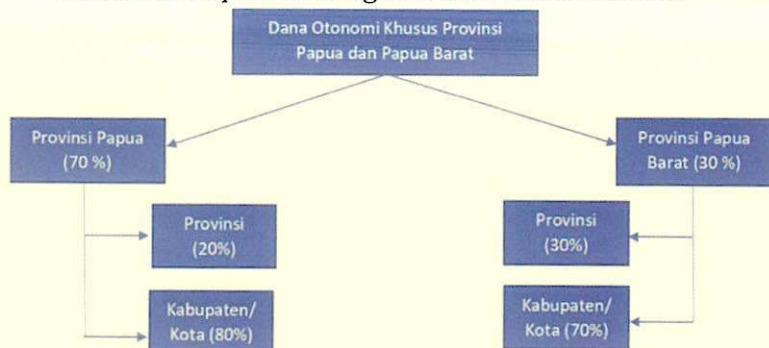 Dana Otonomi Khusus Provinsi
Papua dan Papua Barat
Provinsi Papua
(70 %)
Provinsi Papua
Barat (30 %)
Provinsi
(20%)
Provinsi
(30%)
Kabupaten/
Kota (80%)
Kabupaten/
Kota (70%)